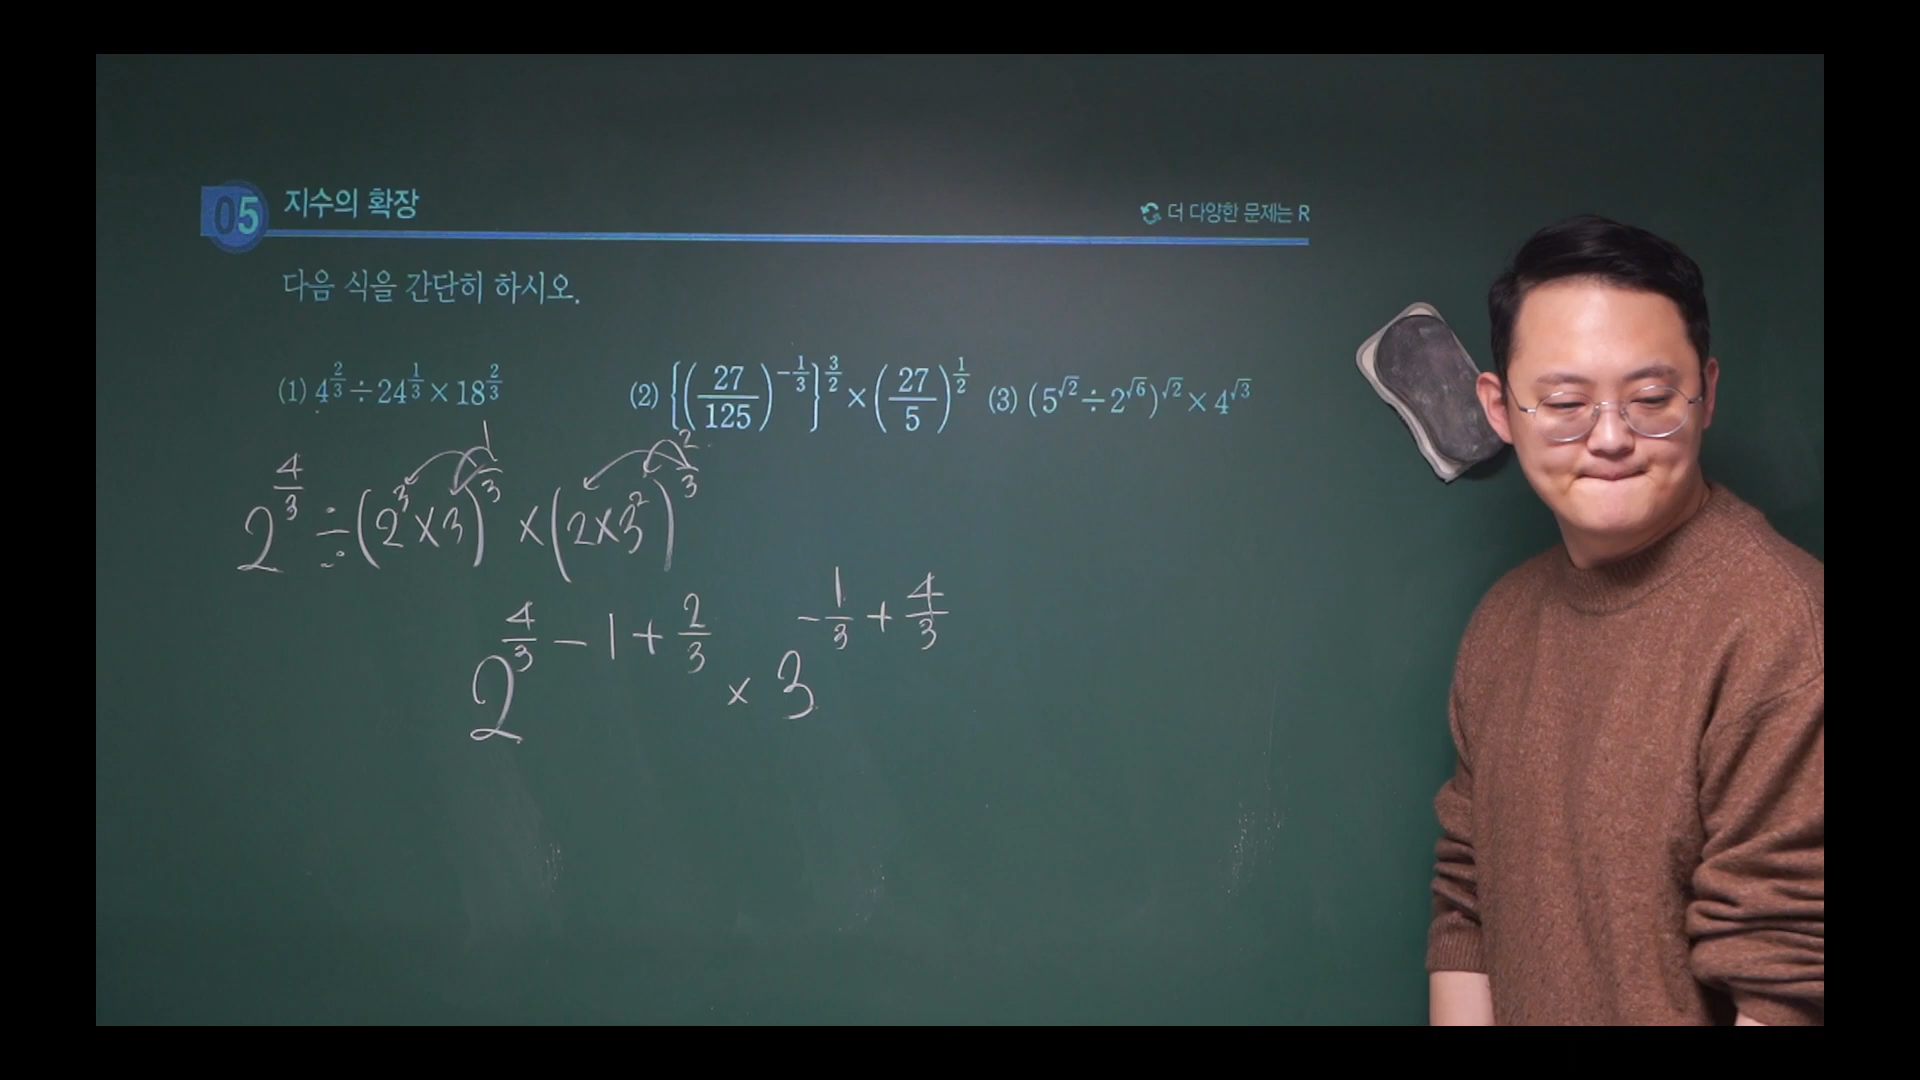 05 지수의 확장
더 다양한 문제는 R
다음 식을 간단히 하시오.
(1) 4^{2/3} ÷ 24^{1/3} × 18^{2/3}
(2) {(27/125)^{-1/3}}^{3/2} × (27/5)^{1/2}
(3) (5^{√2} ÷ 2^{√6})^{√2} × 4^{√3}
2^{4/3} ÷ (2^3 × 3)^{1/3} × (2 × 3^2)^{2/3}
2^{4/3 - 1 + 2/3} × 3^{-1/3 + 4/3}